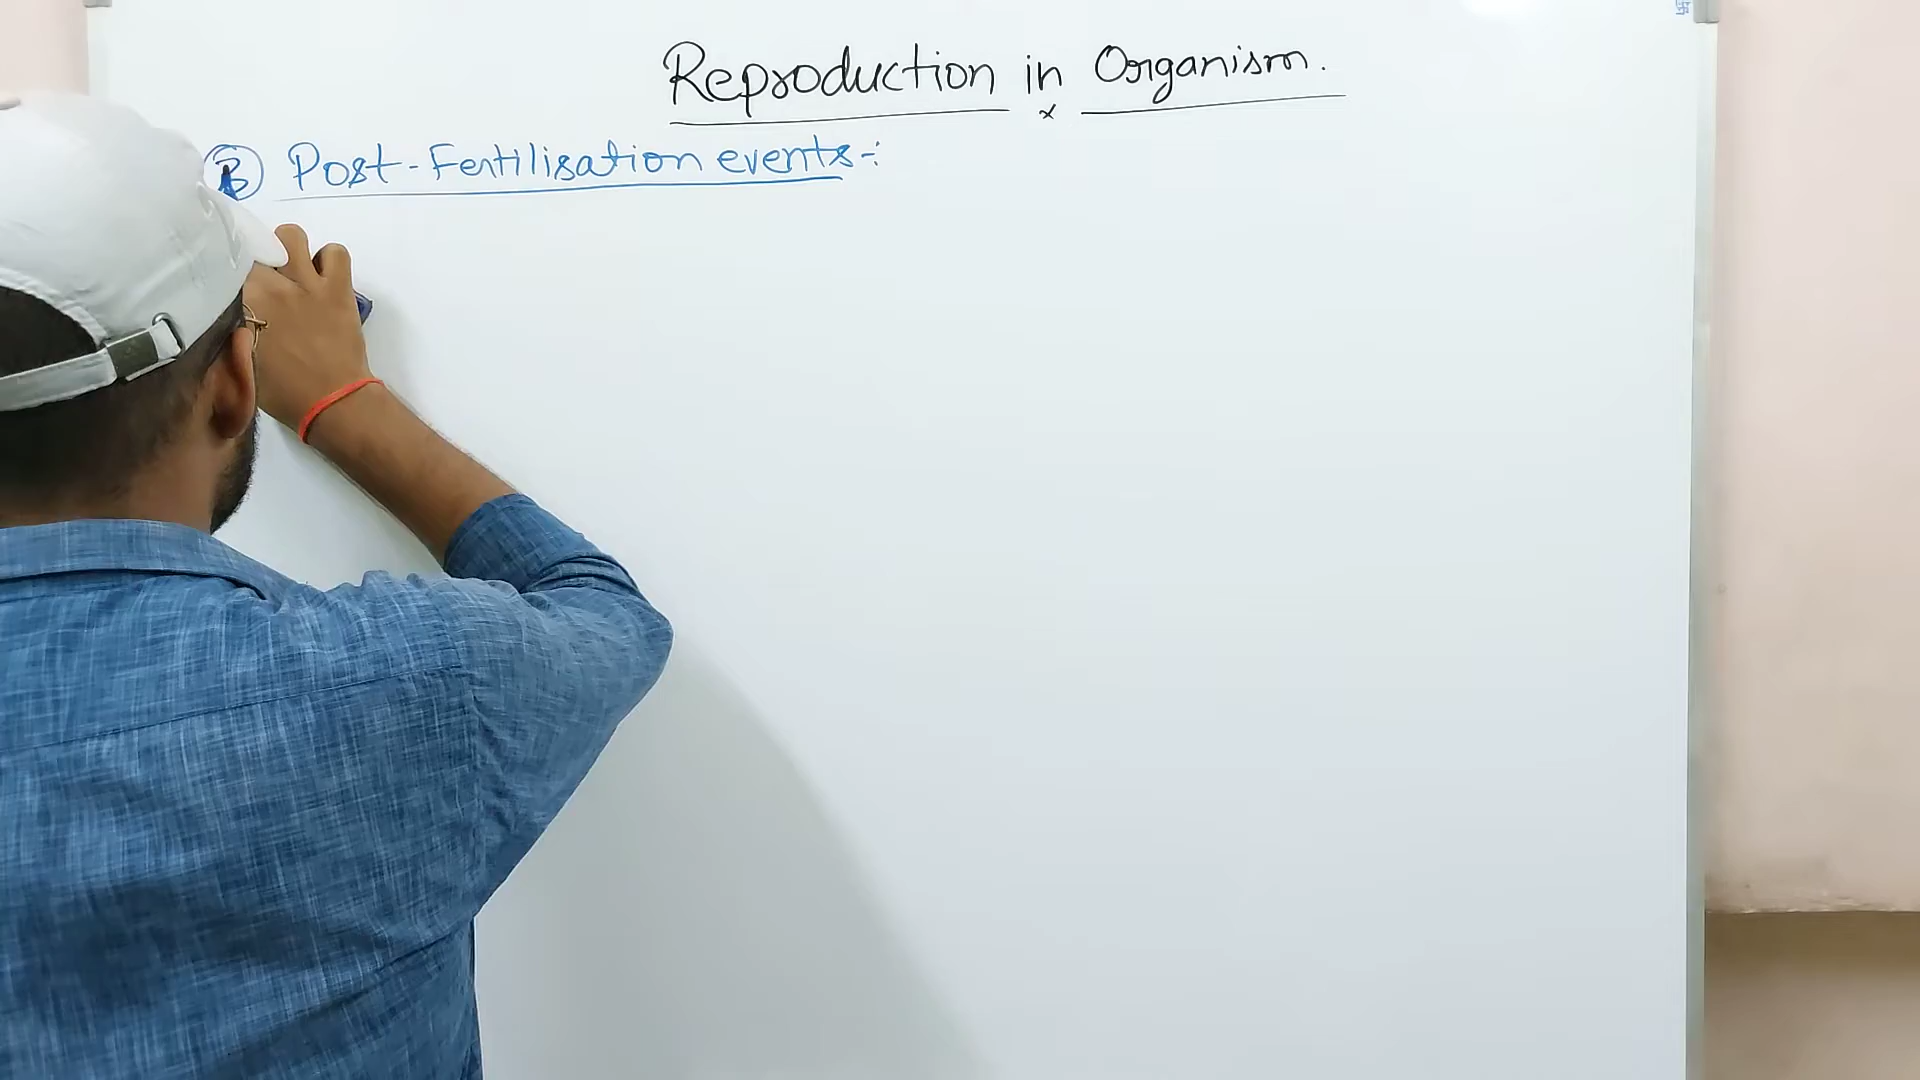 Reproduction in Organism.
Post-Fertilisation events:-